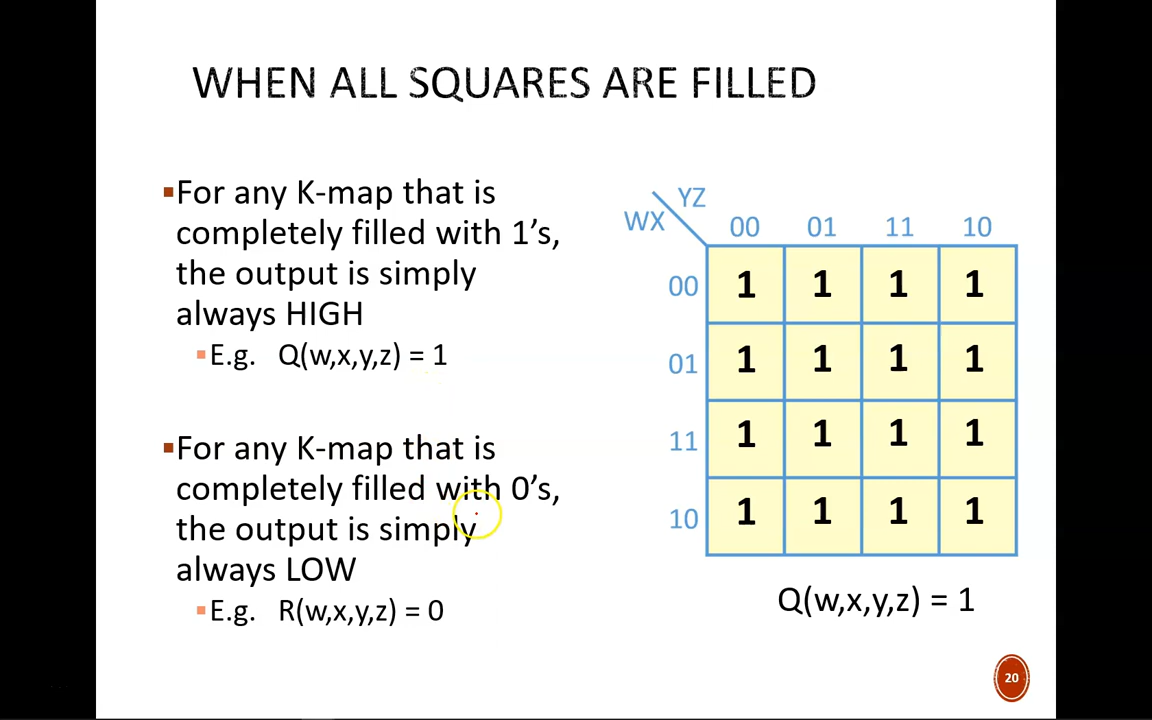 WHEN ALL SQUARES ARE FILLED
▪For any K-map that is
completely filled with 1’s,
the output is simply
always HIGH
▪E.g. Q(w,x,y,z) = 1
▪For any K-map that is
completely filled with 0’s,
the output is simply
always LOW
▪E.g. R(w,x,y,z) = 0
YZ
WX
00 01 11 10
00 1 1 1 1
01 1 1 1 1
11 1 1 1 1
10 1 1 1 1
Q(w,x,y,z) = 1
20